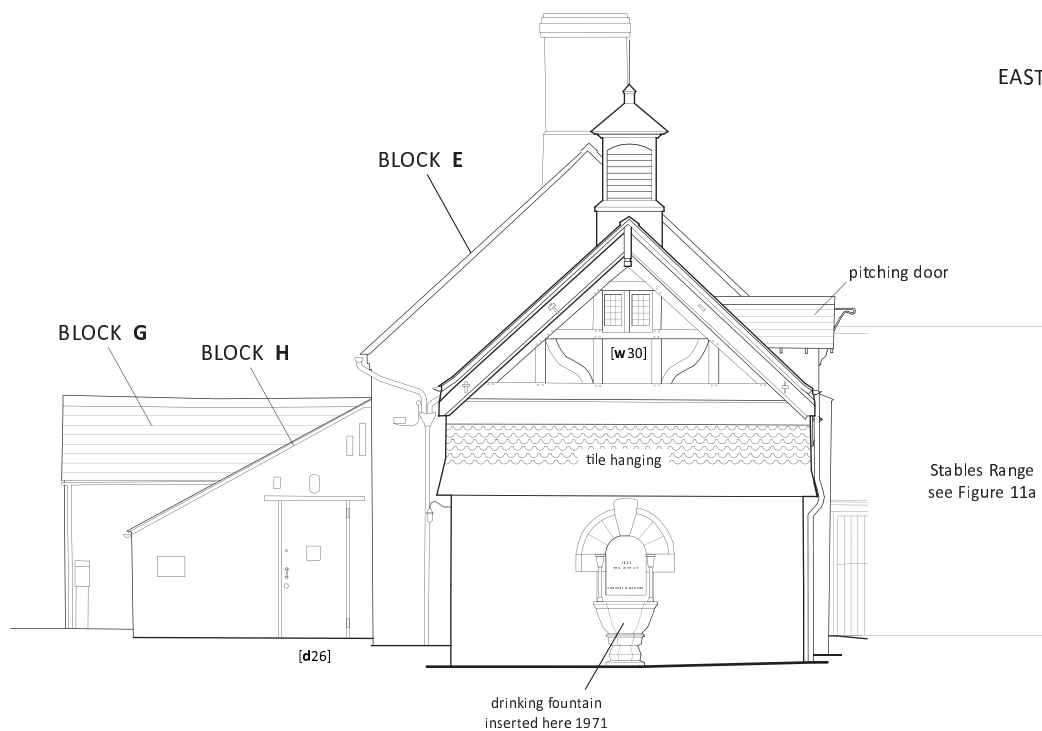 EAST
BLOCK E
pitching door
BLOCK G
BLOCK H
[w30]
tile hanging
Stables Range
see Figure 11a
[d26]
drinking fountain
inserted here 1971